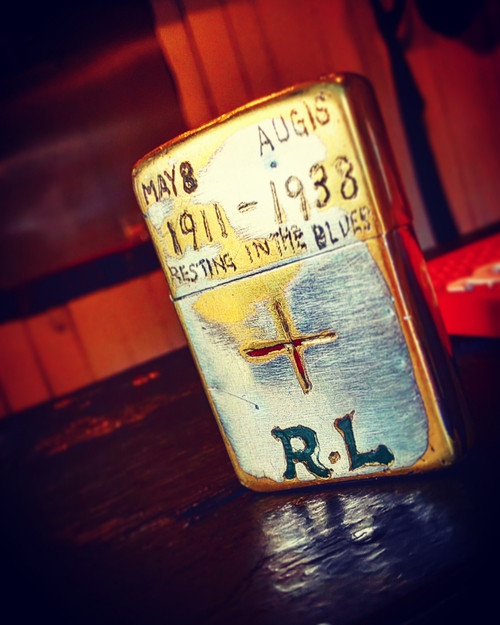 MAY 8 AUG 16
1911-1938
RESTING IN THE BLUES
R.L